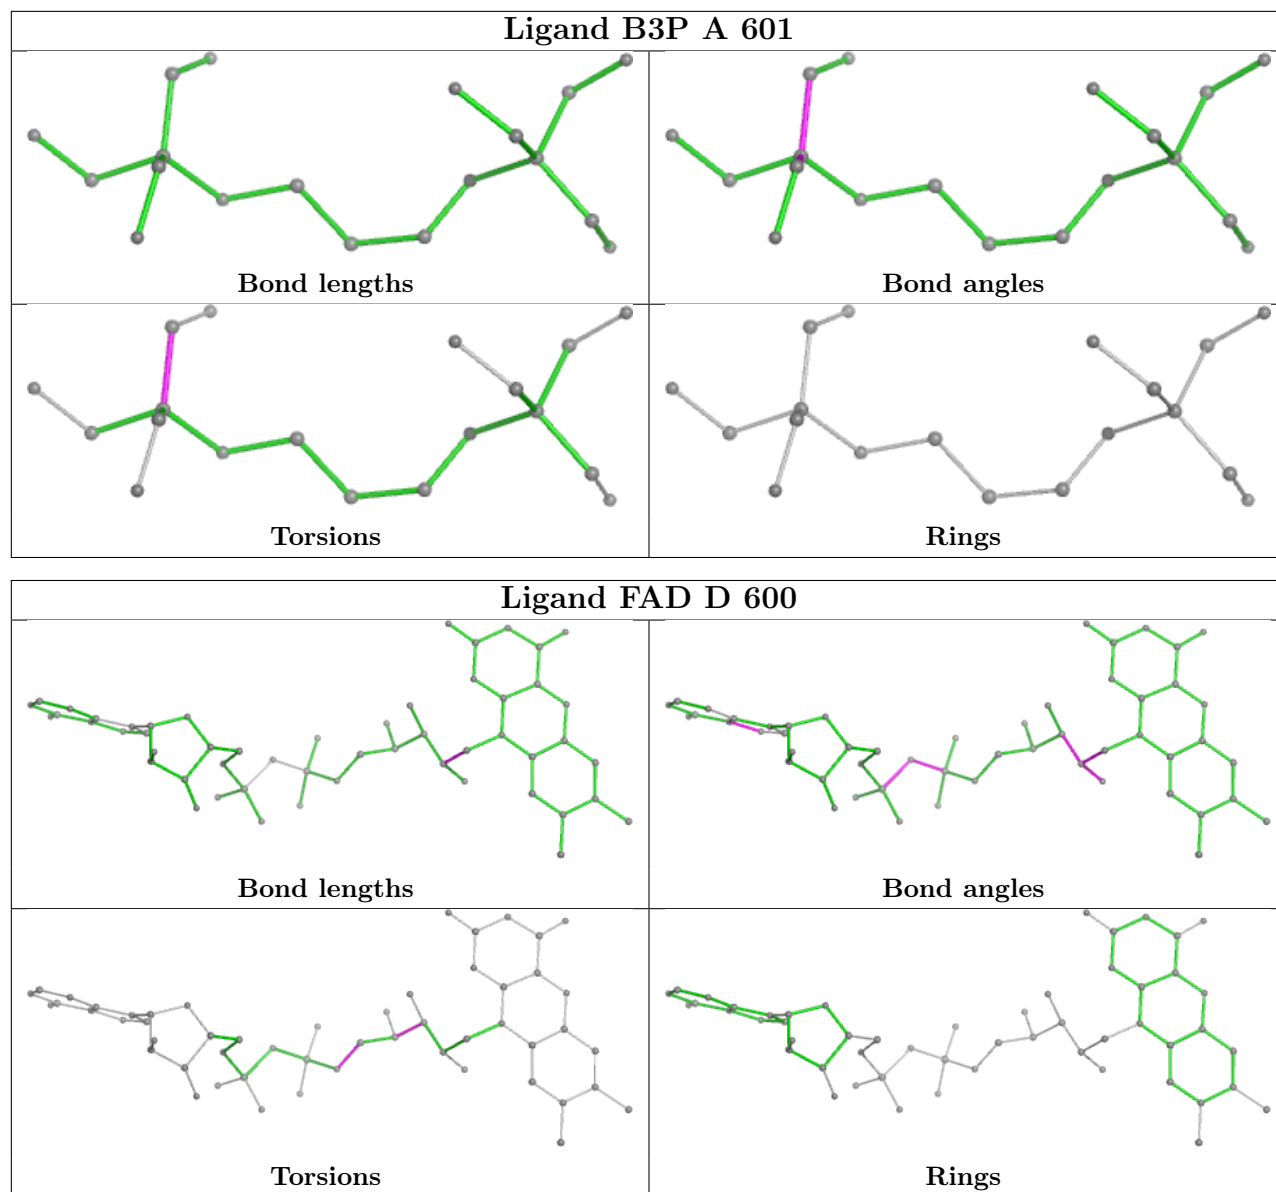 Ligand B3P A 601
Bond lengths
Bond angles
Torsions
Rings
Ligand FAD D 600
Bond lengths
Bond angles
Torsions
Rings